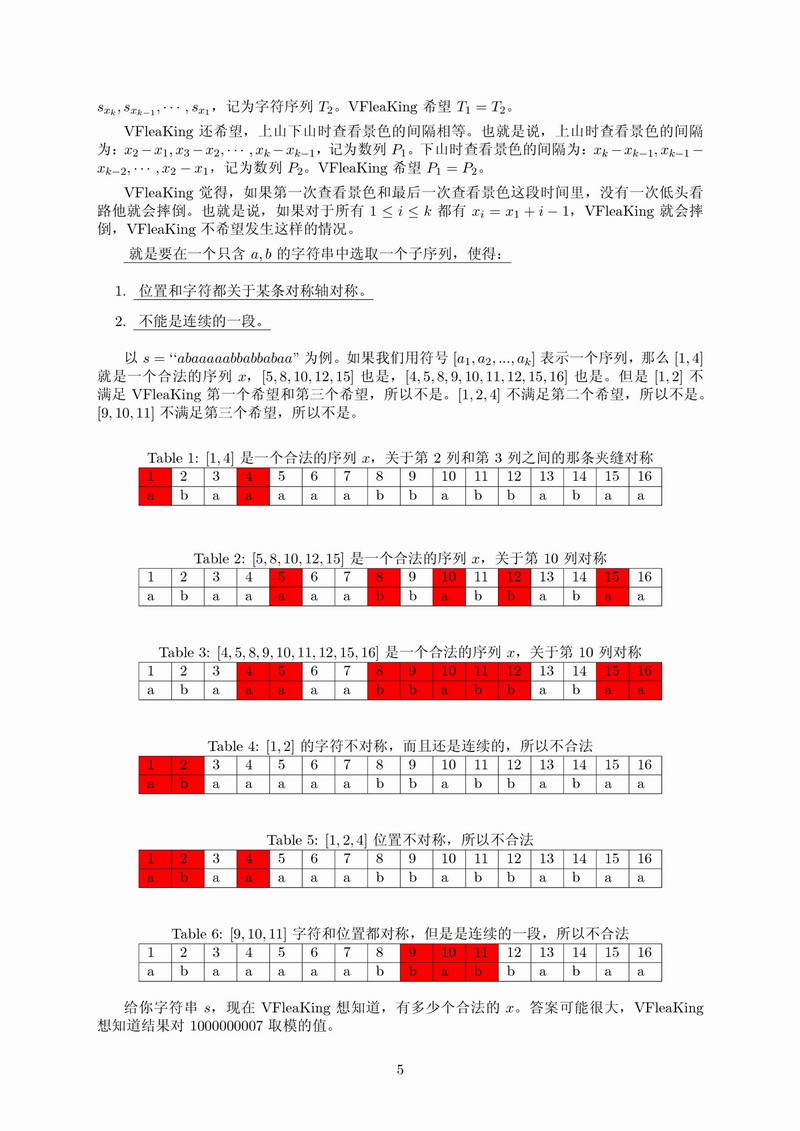 s_{x_k}, s_{x_{k−1}}, ··· , s_{x_1}，记为字符序列 T_2。VFleaKing 希望 T_1 = T_2。
VFleaKing 还希望，上山下山时查看景色的间隔相等。也就是说，上山时查看景色的间隔
为：x_2 − x_1, x_3 − x_2, ··· , x_k − x_{k−1}，记为数列 P_1。下山时查看景色的间隔为：x_k − x_{k−1}, x_{k−1} −
x_{k−2}, ··· , x_2 − x_1，记为数列 P_2。VFleaKing 希望 P_1 = P_2。
VFleaKing 觉得，如果第一次查看景色和最后一次查看景色这段时间里，没有一次低头看
路他就会摔倒。也就是说，如果对于所有 1 ≤ i ≤ k 都有 x_i = x_1 + i − 1，VFleaKing 就会摔
倒，VFleaKing 不希望发生这样的情况。
就是要在一个只含 a, b 的字符串中选取一个子序列，使得：
1. 位置和字符都关于某条对称轴对称。
2. 不能是连续的一段。
以 s = “abaaaaabbabbabaa” 为例。如果我们用符号 [a_1, a_2, ..., a_k] 表示一个序列，那么 [1, 4]
就是一个合法的序列 x，[5, 8, 10, 12, 15] 也是，[4, 5, 8, 9, 10, 11, 12, 15, 16] 也是。但是 [1, 2] 不
满足 VFleaKing 第一个希望和第三个希望，所以不是。[1, 2, 4] 不满足第二个希望，所以不是。
[9, 10, 11] 不满足第三个希望，所以不是。
Table 1: [1, 4] 是一个合法的序列 x，关于第 2 列和第 3 列之间的那条夹缝对称
1 2 3 4 5 6 7 8 9 10 11 12 13 14 15 16
a b a a a a a b b a b b a b a a
Table 2: [5, 8, 10, 12, 15] 是一个合法的序列 x，关于第 10 列对称
1 2 3 4 5 6 7 8 9 10 11 12 13 14 15 16
a b a a a a a b b a b b a b a a
Table 3: [4, 5, 8, 9, 10, 11, 12, 15, 16] 是一个合法的序列 x，关于第 10 列对称
1 2 3 4 5 6 7 8 9 10 11 12 13 14 15 16
a b a a a a a b b a b b a b a a
Table 4: [1, 2] 的字符不对称，而且还是连续的，所以不合法
1 2 3 4 5 6 7 8 9 10 11 12 13 14 15 16
a b a a a a a b b a b b a b a a
Table 5: [1, 2, 4] 位置不对称，所以不合法
1 2 3 4 5 6 7 8 9 10 11 12 13 14 15 16
a b a a a a a b b a b b a b a a
Table 6: [9, 10, 11] 字符和位置都对称，但是是连续的一段，所以不合法
1 2 3 4 5 6 7 8 9 10 11 12 13 14 15 16
a b a a a a a b b a b b a b a a
给你字符串 s，现在 VFleaKing 想知道，有多少个合法的 x。答案可能很大，VFleaKing
想知道结果对 1000000007 取模的值。
5